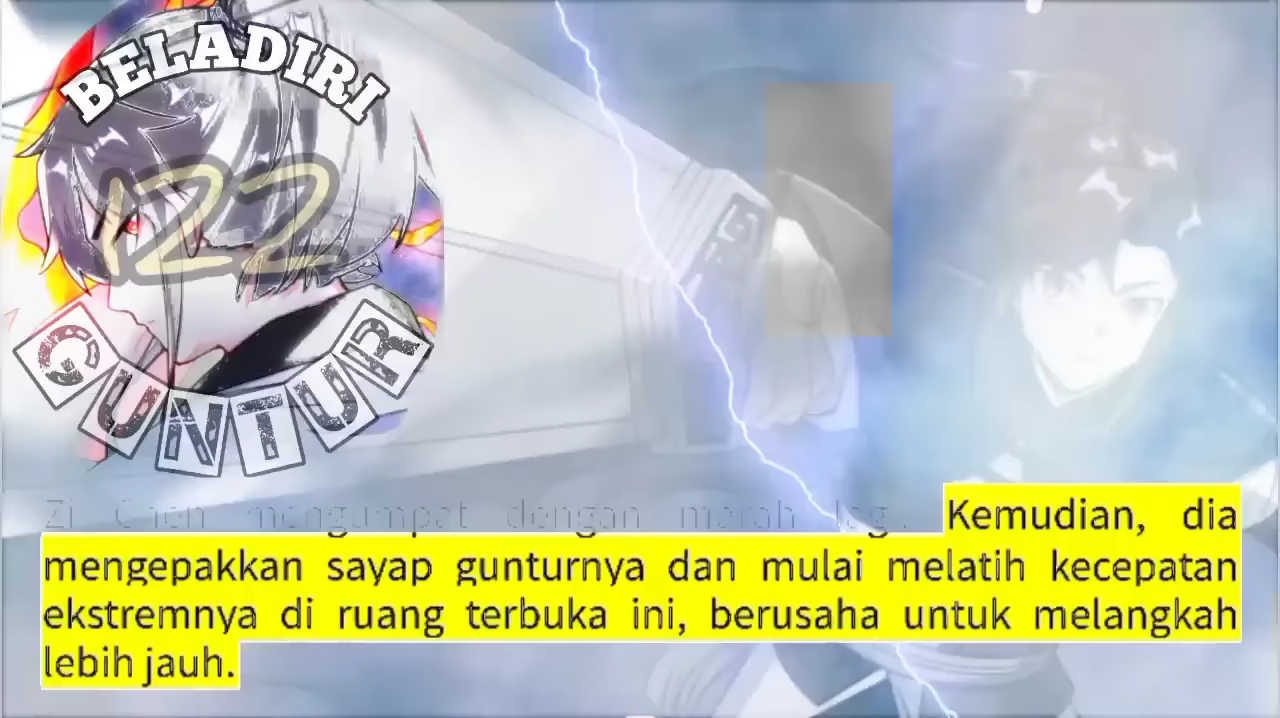 BELADIRI
122
GUNTUR
Zi Chen mengumpat dengan marah lagi. Kemudian, dia
mengepakkan sayap gunturnya dan mulai melatih kecepatan
ekstremnya di ruang terbuka ini, berusaha untuk melangkah
lebih jauh.